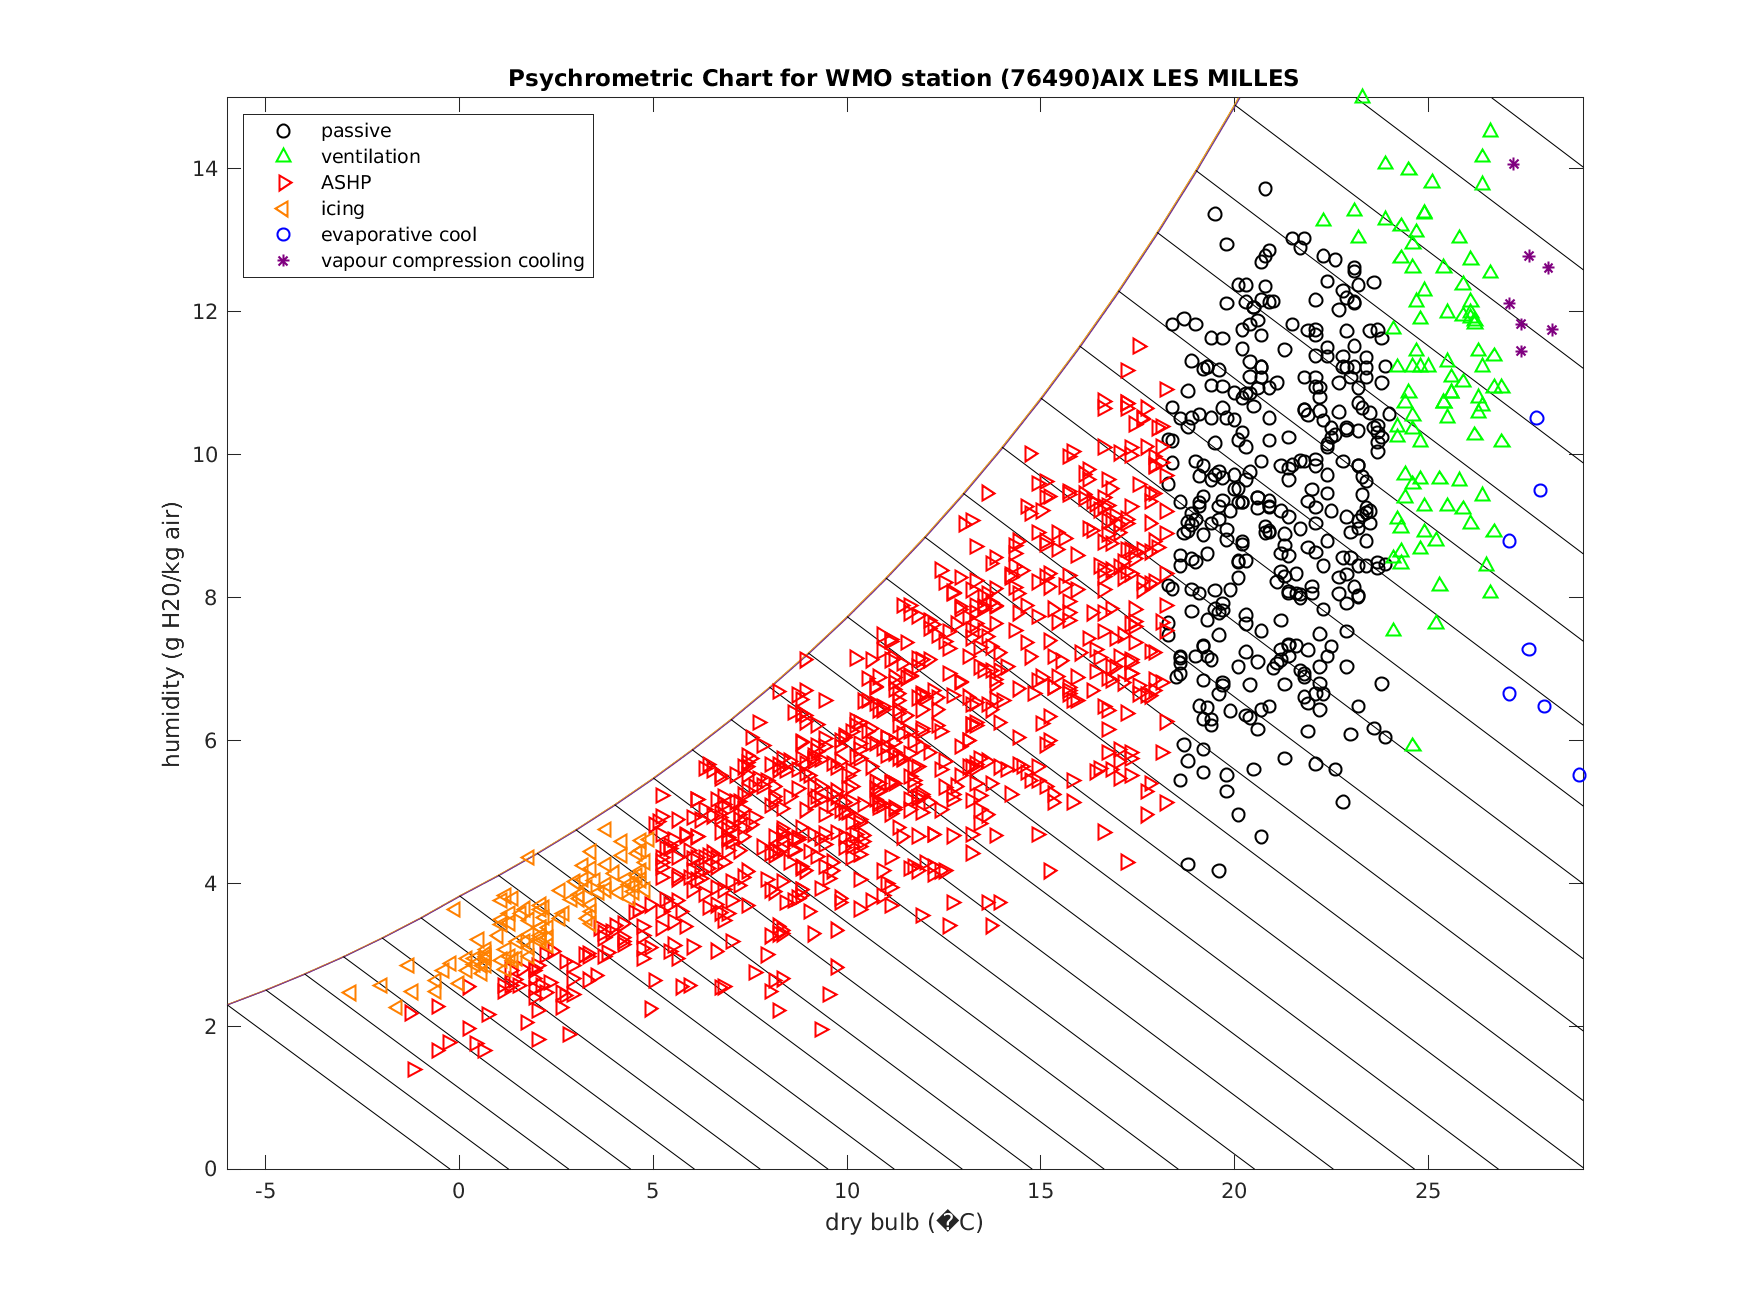 Psychrometric Chart for WMO station (76490)AIX LES MILLES
passive
ventilation
ASHP
icing
evaporative cool
vapour compression cooling
14
12
10
8
6
4
2
0
humidity (g H20/kg air)
-5 0 5 10 15 20 25
dry bulb (�C)